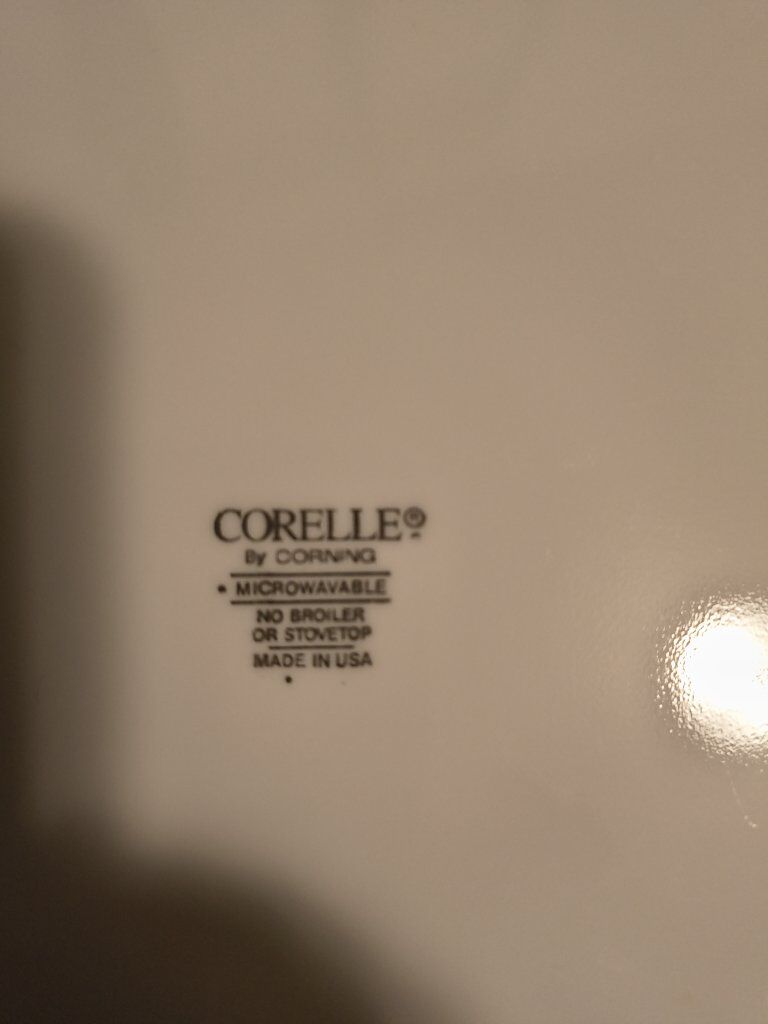 CORELLE®
By CORNING
• MICROWAVABLE
NO BROILER
OR STOVETOP
MADE IN USA